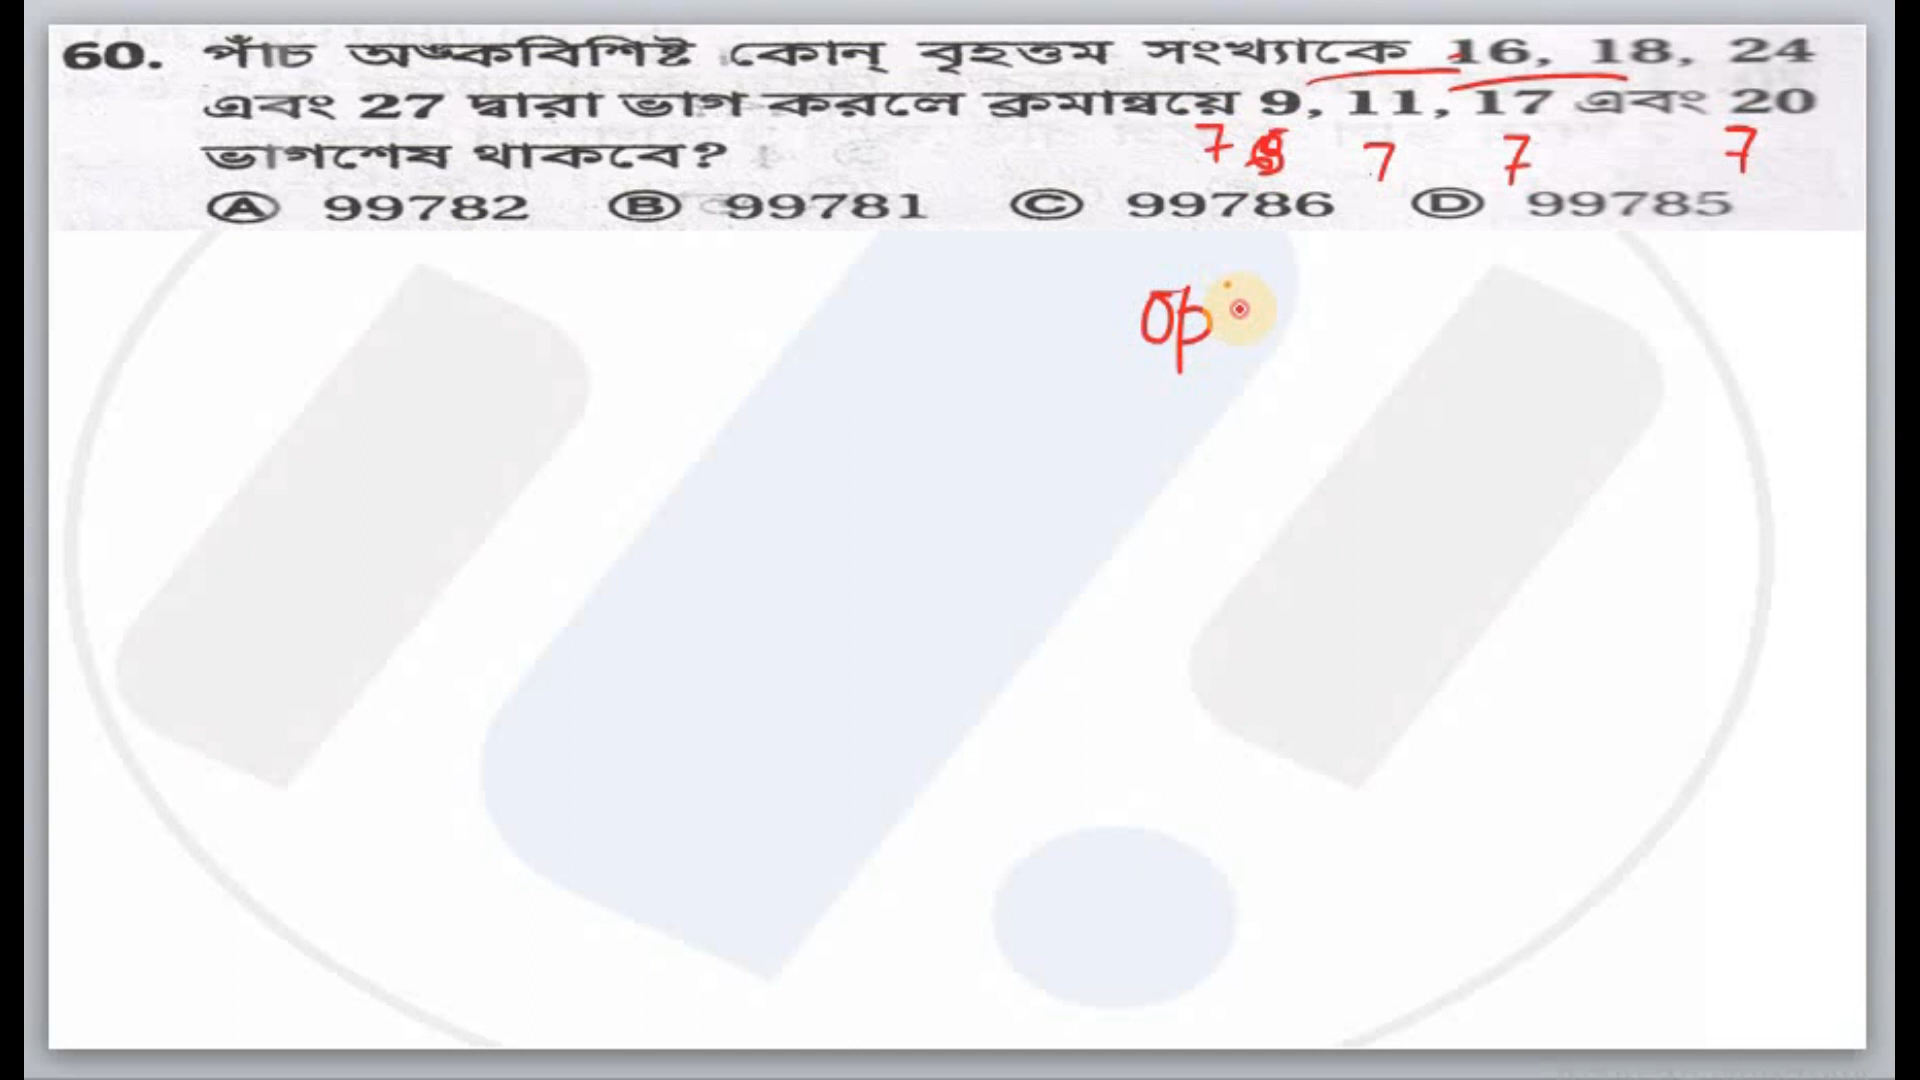 60. পাঁচ অঙ্কবিশিষ্ট কোন্ বৃহত্তম সংখ্যাকে 16, 18, 24
এবং 27 দ্বারা ভাগ করলে ক্রমান্বয়ে 9, 11, 17 এবং 20
7 7 7 7
ভাগশেষ থাকবে?
Ⓐ 99782 Ⓑ 99781 Ⓒ 99786 Ⓓ 99785
op